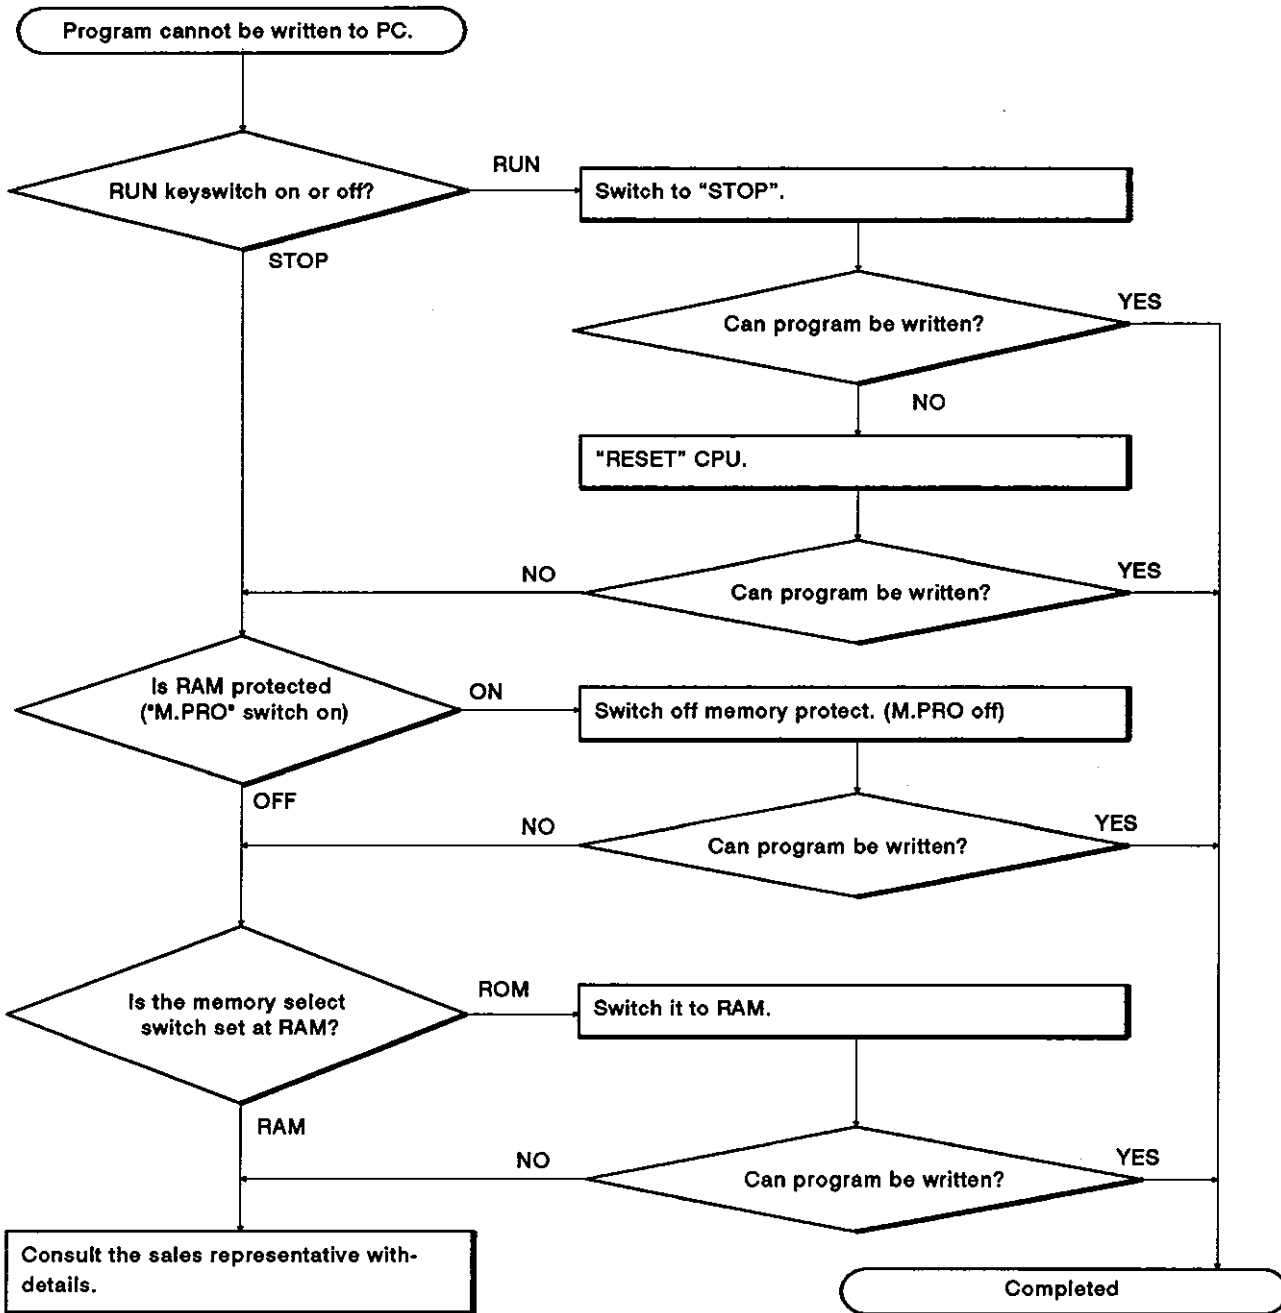 Program cannot be written to PC.
RUN keyswitch on or off?
RUN
Switch to "STOP".
STOP
Can program be written?
YES
NO
"RESET" CPU.
Can program be written?
NO
YES
Is RAM protected
("M.PRO" switch on)
ON
Switch off memory protect. (M.PRO off)
OFF
Can program be written?
NO
YES
Is the memory select
switch set at RAM?
ROM
Switch it to RAM.
RAM
Can program be written?
NO
YES
Consult the sales representative with-
details.
Completed